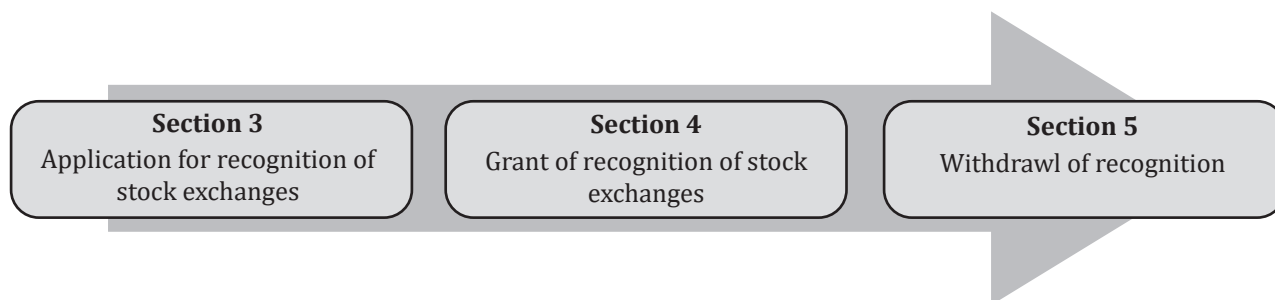 Section 3
Application for recognition of
stock exchanges
Section 4
Grant of recognition of stock
exchanges
Section 5
Withdrawl of recognition